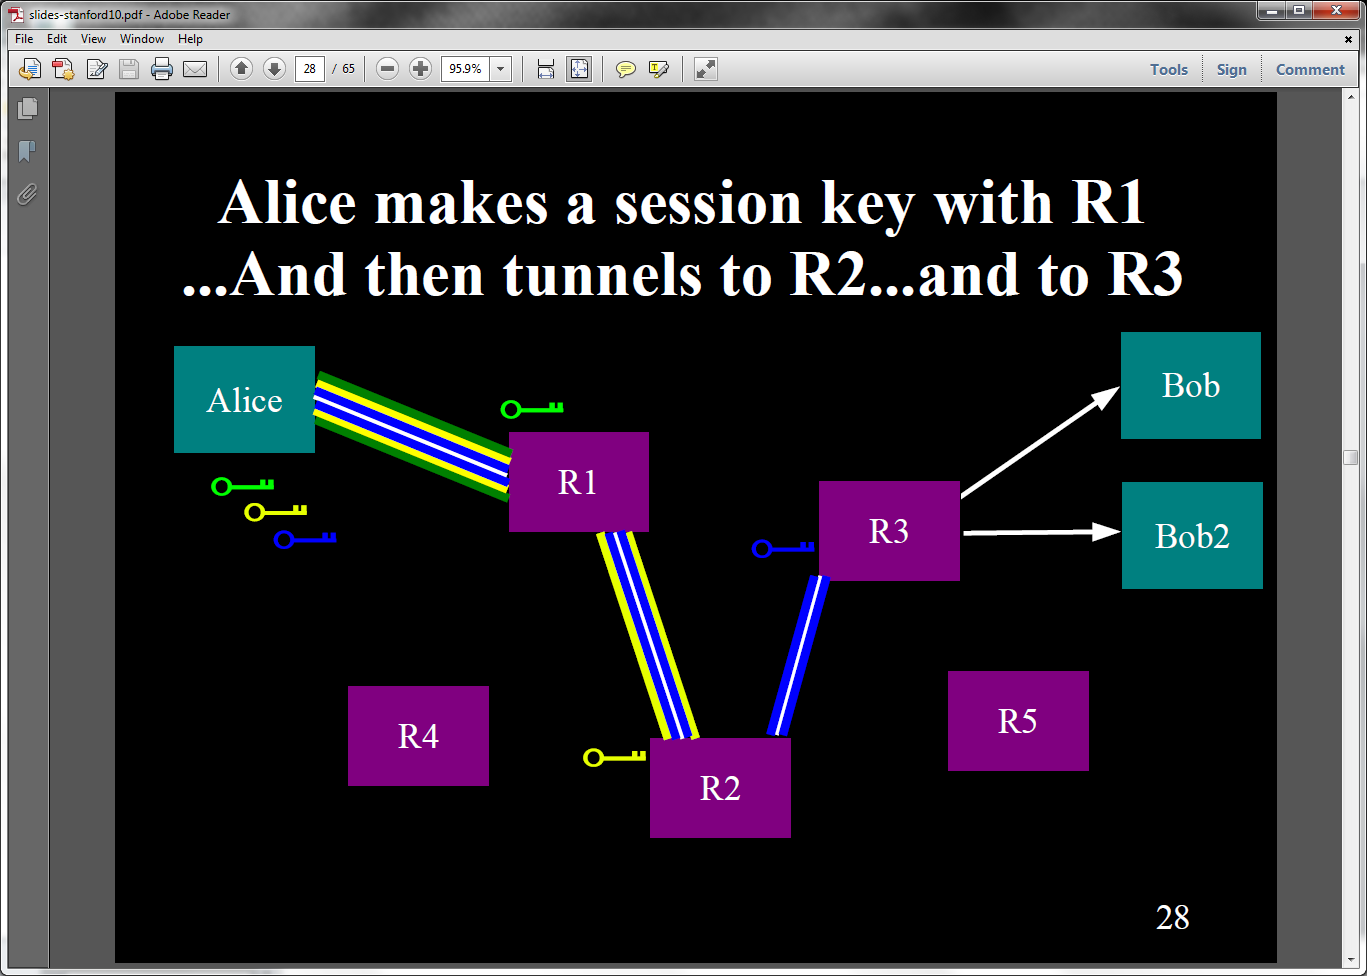 slides-stanford10.pdf - Adobe Reader
File Edit View Window Help
28 / 65 95.9% Tools Sign Comment
Alice makes a session key with R1
...And then tunnels to R2...and to R3
Alice
Bob
R1
R3
Bob2
R4
R5
R2
28